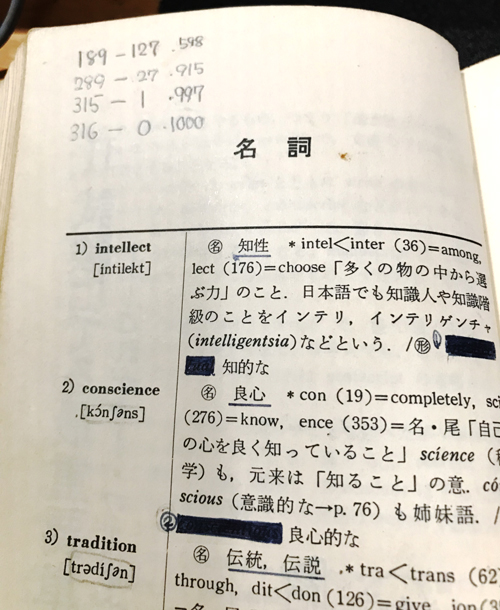 189 - 127 .598
289 - 27 .915
315 - 1 .997
316 - 0 .1000
名詞
1) intellect
[íntilekt]
㊔ 知性 *intel<inter (36)=among,
lect (176)=choose「多くの物の中から選
ぶ力」のこと. 日本語でも知識人や知識階
級のことをインテリ, インテリゲンチャ
(intelligentsia) などという. /㊒
知的な
2) conscience
[kɔ́nʃəns]
㊔ 良心 *con (19)=completely, sci
(276)=know, ence (353)=名・尾「自己
の心を良く知っていること」 science (科
学) も, 元来は「知ること」の意. cón
scious (意識的な→p. 76) も姉妹語. /
良心的な
3) tradition
[trədíʃən]
㊔ 伝統, 伝説 *tra<trans (62)
through, dit<don (126)=give, ion